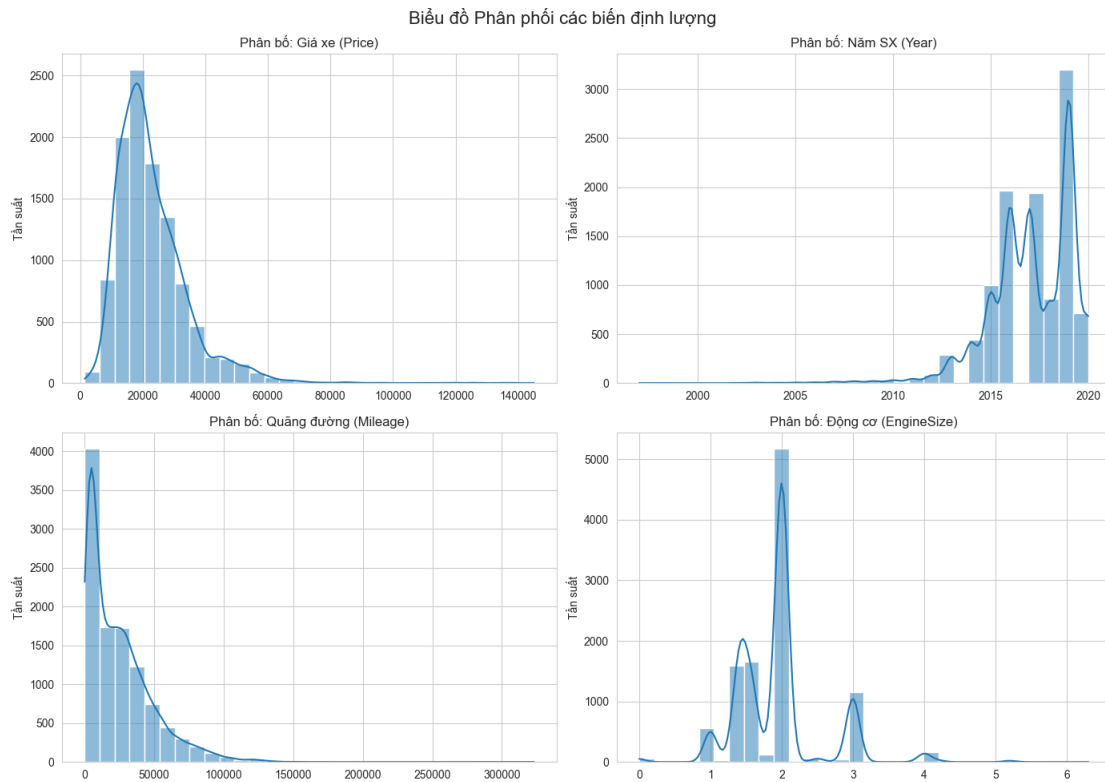 Biểu đồ Phân phối các biến định lượng
Phân bố: Giá xe (Price)
Tần suất
2500
2000
1500
1000
500
0
0 20000 40000 60000 80000 100000 120000 140000
Phân bố: Năm SX (Year)
Tần suất
3000
2500
2000
1500
1000
500
0
2000 2005 2010 2015 2020
Phân bố: Quãng đường (Mileage)
Tần suất
4000
3500
3000
2500
2000
1500
1000
500
0
0 50000 100000 150000 200000 250000 300000
Phân bố: Động cơ (EngineSize)
Tần suất
5000
4000
3000
2000
1000
0
0 1 2 3 4 5 6